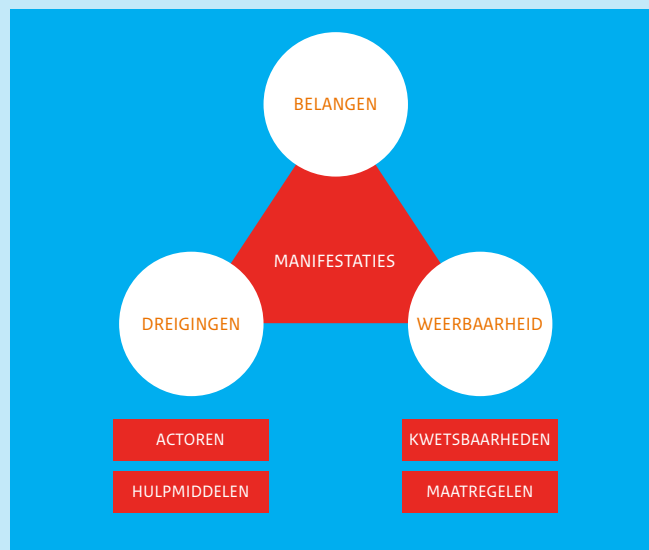 BELANGEN
MANIFESTATIES
DREIGINGEN
WEERBAARHEID
ACTOREN
KWETSBAARHEDEN
HULPMIDDELEN
MAATREGELEN